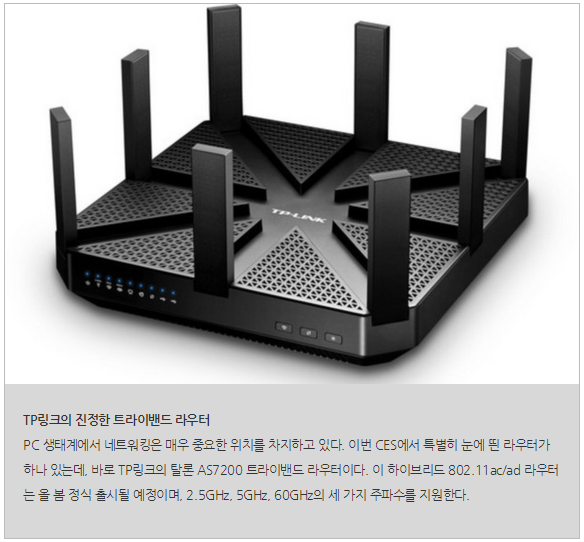 TP-LINK
TP링크의 진정한 트라이밴드 라우터
PC 생태계에서 네트워킹은 매우 중요한 위치를 차지하고 있다. 이번 CES에서 특별히 눈에 띈 라우터가
하나 있는데, 바로 TP링크의 탈론 AS7200 트라이밴드 라우터이다. 이 하이브리드 802.11ac/ad 라우터
는 올 봄 정식 출시될 예정이며, 2.5GHz, 5GHz, 60GHz의 세 가지 주파수를 지원한다.